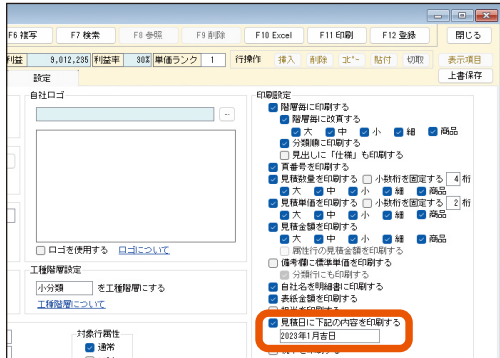 F6 複写 F7 検索 F8 参照 F9 削除 F10 Excel F11 印刷 F12 登録 閉じる
利益 9,012,235 利益率 30% 単価ランク 1 行操作 挿入 削除 ｺﾋﾟｰ 貼付 切取 表示項目
設定 上書保存
自社ロゴ
...
ロゴを使用する ロゴについて
工種階層設定
小分類 を工種階層にする
工種階層について
対象行属性
通常
印刷設定
階層毎に印刷する
階層毎に改頁する
大 中 小 細 商品
分類順に印刷する
見出しに「仕様」も印刷する
頁番号を印刷する
見積数量を印刷する 小数桁を固定する 4 桁
大 中 小 細 商品
見積単価を印刷する 小数桁を固定する 2 桁
大 中 小 細 商品
見積金額を印刷する
大 中 小 細 商品
属性行の見積金額を印刷する
備考欄に標準単価を印刷する
分類行にも印刷する
自社名を明細書に印刷する
表紙金額を印刷する
見積日に下記の内容を印刷する
2023年1月吉日